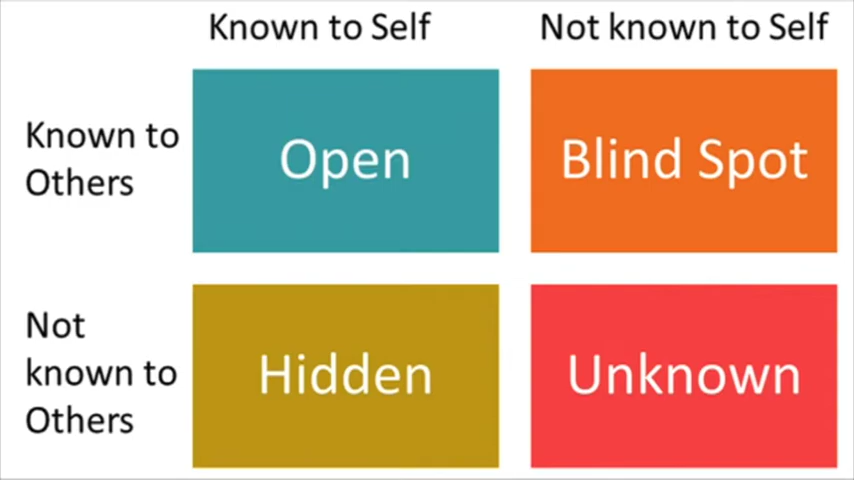 Known to Self
Not known to Self
Known to
Others
Open
Blind Spot
Not
known to
Others
Hidden
Unknown